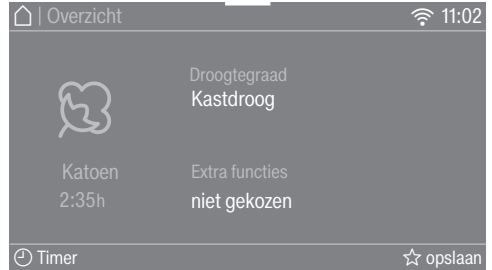 | Overzicht 11:02
Droogtegraad
Kastdroog
Katoen
2:35h
Extra functies
niet gekozen
Timer
opslaan